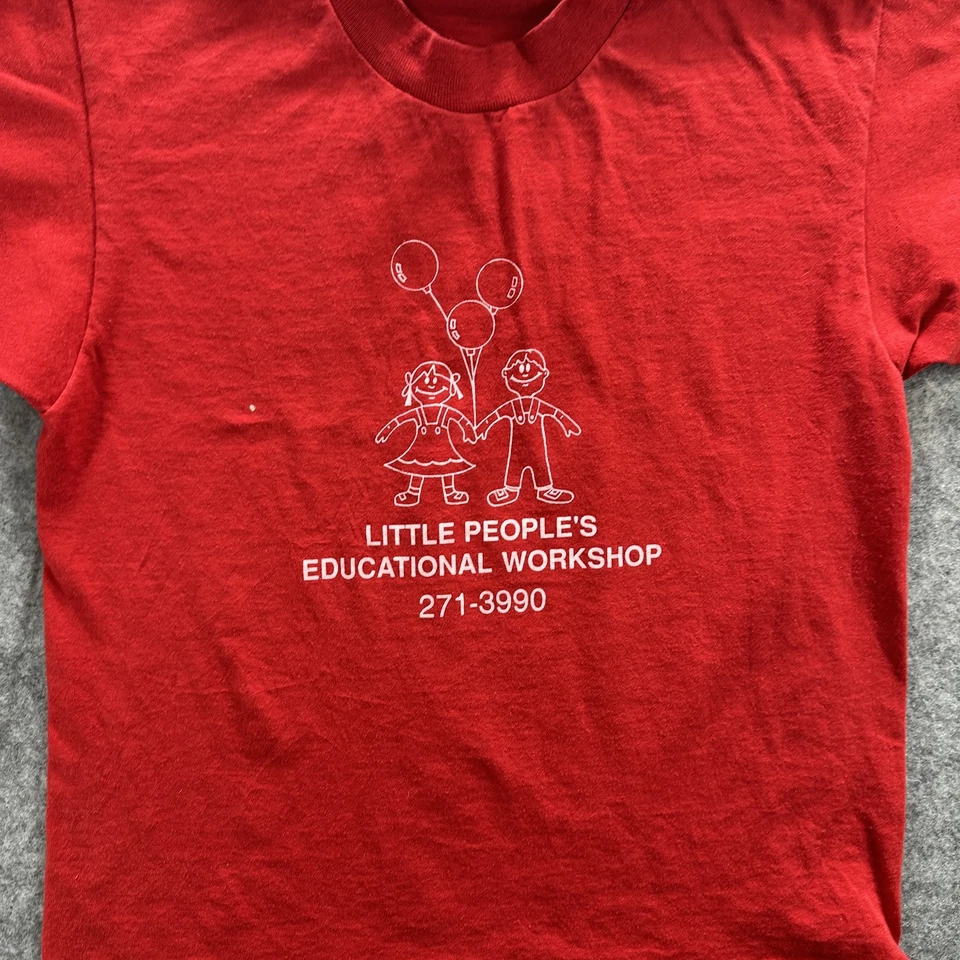 LITTLE PEOPLE'S
EDUCATIONAL WORKSHOP
271-3990